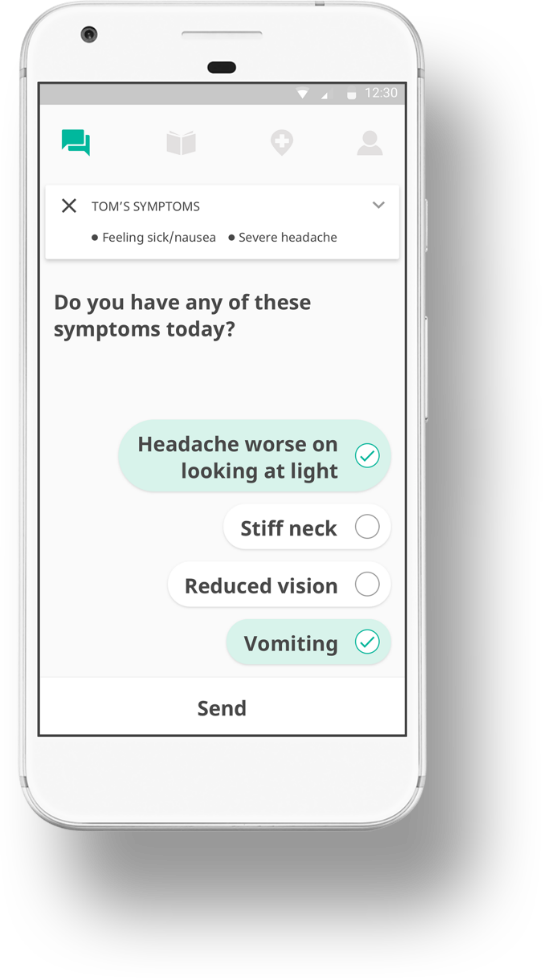 12:30
TOM'S SYMPTOMS
• Feeling sick/nausea • Severe headache
Do you have any of these
symptoms today?
Headache worse on
looking at light
Stiff neck
Reduced vision
Vomiting
Send